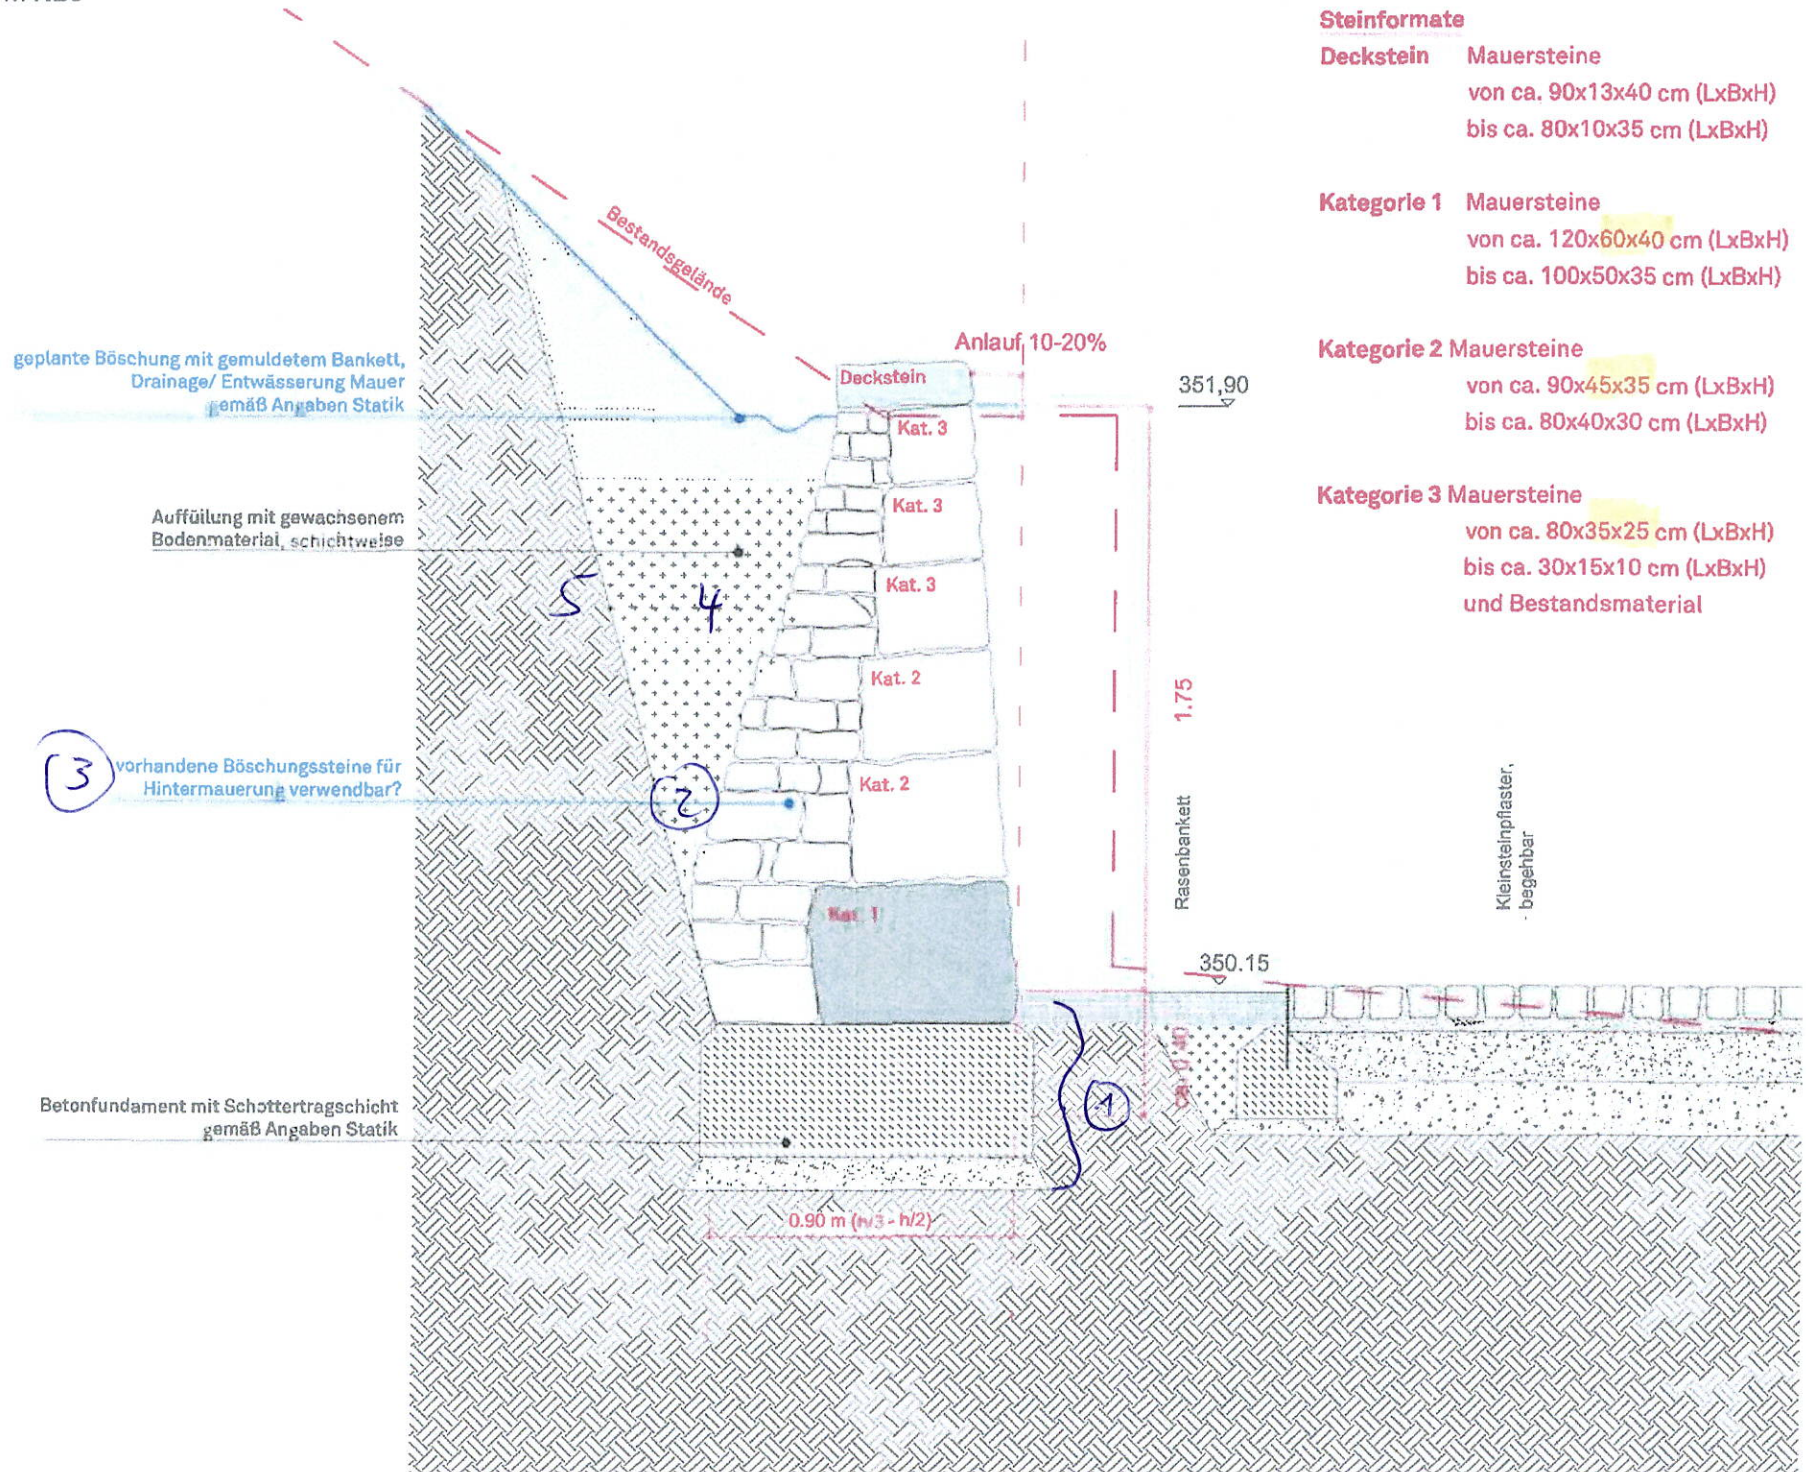 Steinformate
Deckstein Mauersteine
von ca. 90x13x40 cm (LxBxH)
bis ca. 80x10x35 cm (LxBxH)
Kategorie 1 Mauersteine
von ca. 120x60x40 cm (LxBxH)
bis ca. 100x50x35 cm (LxBxH)
Kategorie 2 Mauersteine
von ca. 90x45x35 cm (LxBxH)
bis ca. 80x40x30 cm (LxBxH)
Kategorie 3 Mauersteine
von ca. 80x35x25 cm (LxBxH)
bis ca. 30x15x10 cm (LxBxH)
und Bestandsmaterial
Bestandsgelände
Anlauf 10-20%
351,90
geplante Böschung mit gemuldetem Bankett,
Drainage/ Entwässerung Mauer
gemäß Angaben Statik
Deckstein
Kat. 3
Kat. 3
Kat. 3
Kat. 2
Kat. 2
Kat. 1
Auffüllung mit gewachsenem
Bodenmaterial, schichtweise
5
4
3
vorhandene Böschungssteine für
Hintermauerung verwendbar?
2
1.75
Rasenbankett
Kleinsteinpflaster,
begehbar
350.15
ca. 0.40
1
Betonfundament mit Schottertragschicht
gemäß Angaben Statik
0.90 m (h/3 - h/2)